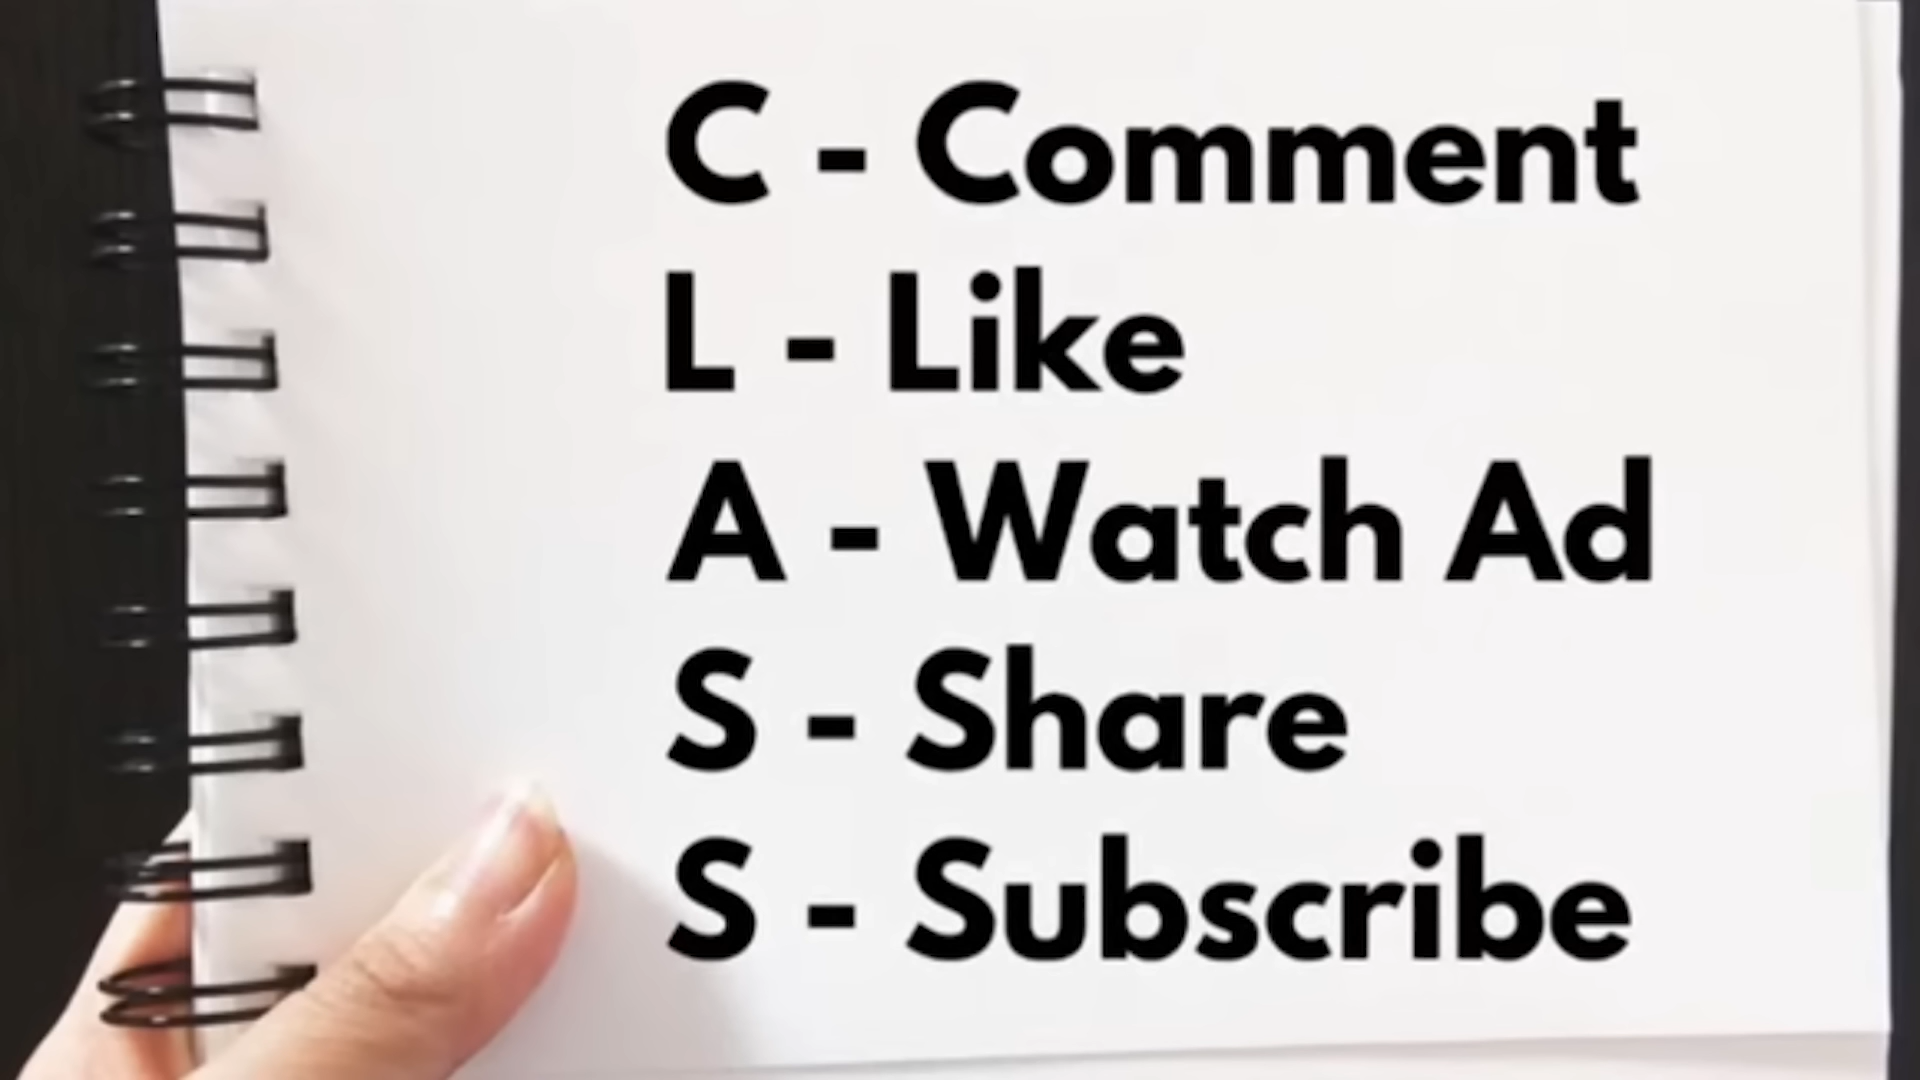 C - Comment
L - Like
A - Watch Ad
S - Share
S - Subscribe